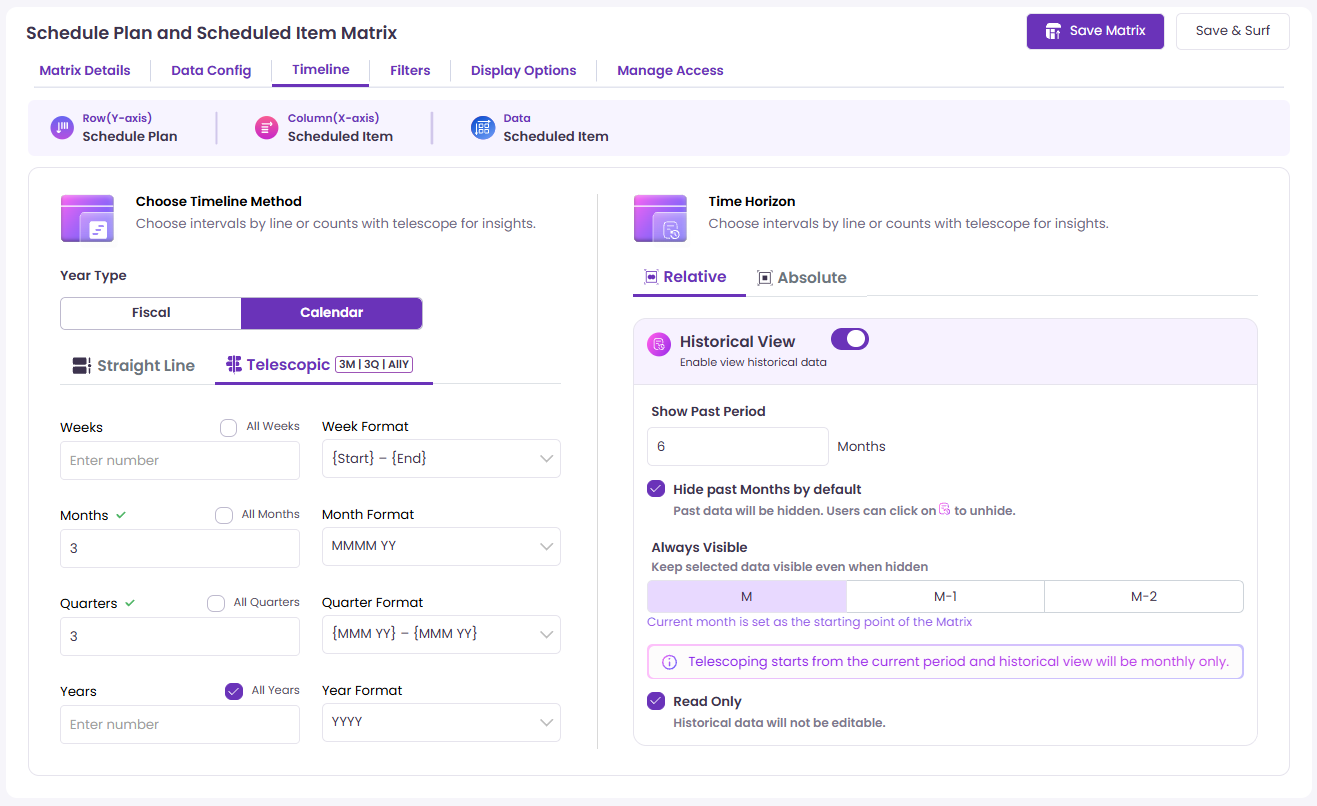 Schedule Plan and Scheduled Item Matrix
Save Matrix
Save & Surf
Matrix Details
Data Config
Timeline
Filters
Display Options
Manage Access
Row(Y-axis)
Schedule Plan
Column(X-axis)
Scheduled Item
Data
Scheduled Item
Choose Timeline Method
Choose intervals by line or counts with telescope for insights.
Year Type
Fiscal
Calendar
Straight Line
Telescopic 3M | 3Q | AllY
Weeks
All Weeks
Week Format
Enter number
{Start} – {End}
Months
All Months
Month Format
3
MMMM YY
Quarters
All Quarters
Quarter Format
3
{MMM YY} – {MMM YY}
Years
All Years
Year Format
Enter number
YYYY
Time Horizon
Choose intervals by line or counts with telescope for insights.
Relative
Absolute
Historical View
Enable view historical data
Show Past Period
6
Months
Hide past Months by default
Past data will be hidden. Users can click on to unhide.
Always Visible
Keep selected data visible even when hidden
M
M-1
M-2
Current month is set as the starting point of the Matrix
Telescoping starts from the current period and historical view will be monthly only.
Read Only
Historical data will not be editable.